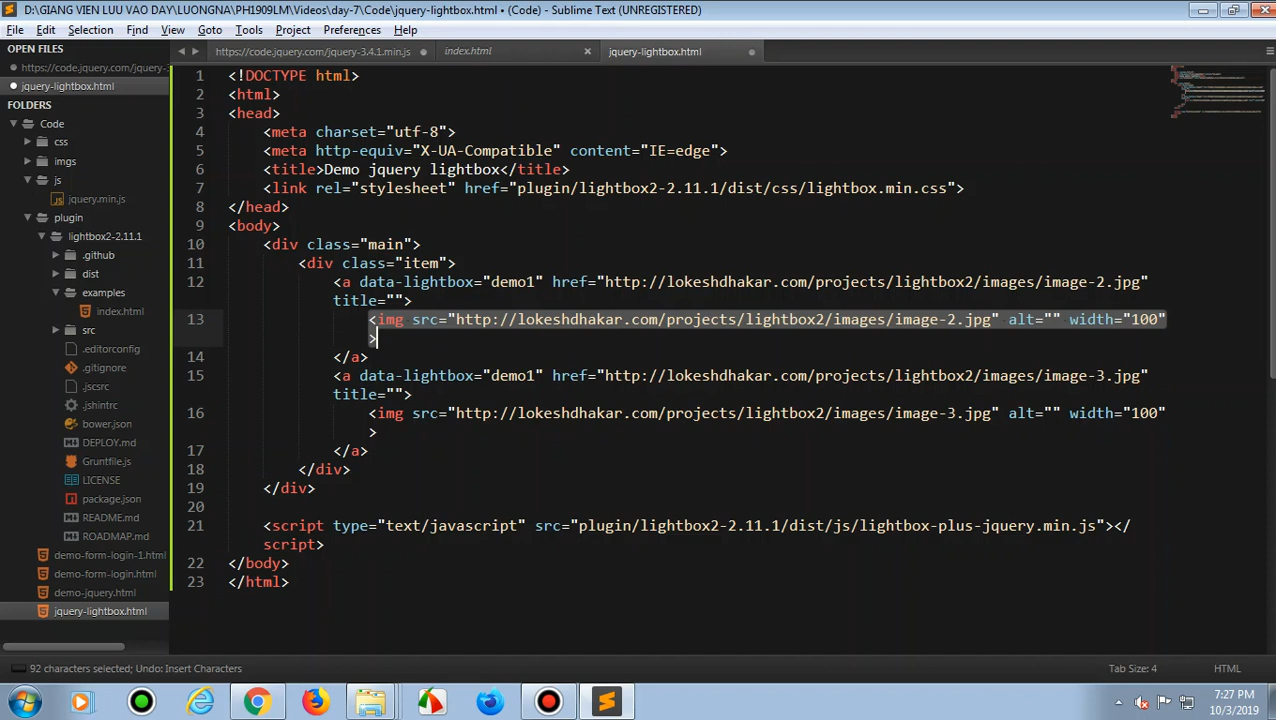 D:\GIANG VIEN LUU VAO DAY\LUONGNA\PH1909LM\Videos\day-7\Code\jquery-lightbox.html • (Code) - Sublime Text (UNREGISTERED)
File Edit Selection Find View Goto Tools Project Preferences Help
OPEN FILES
https://code.jquery.com/jquery-3
jquery-lightbox.html
FOLDERS
Code
css
imgs
js
jquery.min.js
plugin
lightbox2-2.11.1
.github
dist
examples
index.html
src
.editorconfig
.gitignore
.jscsrc
.jshintrc
bower.json
DEPLOY.md
Gruntfile.js
LICENSE
package.json
README.md
ROADMAP.md
demo-form-login-1.html
demo-form-login.html
demo-jquery.html
jquery-lightbox.html
https://code.jquery.com/jquery-3.4.1.min.js index.html jquery-lightbox.html
1 <!DOCTYPE html>
2 <html>
3 <head>
4 <meta charset="utf-8">
5 <meta http-equiv="X-UA-Compatible" content="IE=edge">
6 <title>Demo jquery lightbox</title>
7 <link rel="stylesheet" href="plugin/lightbox2-2.11.1/dist/css/lightbox.min.css">
8 </head>
9 <body>
10 <div class="main">
11 <div class="item">
12 <a data-lightbox="demo1" href="http://lokeshdhakar.com/projects/lightbox2/images/image-2.jpg"
title="">
13 <img src="http://lokeshdhakar.com/projects/lightbox2/images/image-2.jpg" alt="" width="100"
>
14 </a>
15 <a data-lightbox="demo1" href="http://lokeshdhakar.com/projects/lightbox2/images/image-3.jpg"
title="">
16 <img src="http://lokeshdhakar.com/projects/lightbox2/images/image-3.jpg" alt="" width="100"
>
17 </a>
18 </div>
19 </div>
20
21 <script type="text/javascript" src="plugin/lightbox2-2.11.1/dist/js/lightbox-plus-jquery.min.js"></
script>
22 </body>
23 </html>
92 characters selected; Undo: Insert Characters Tab Size: 4 HTML
7:27 PM
10/3/2019